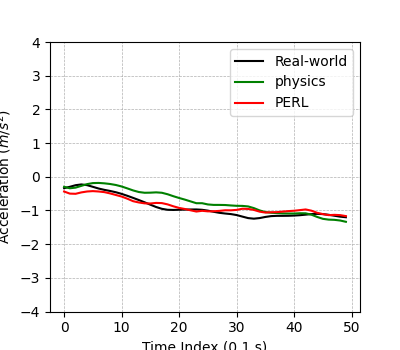 4
3
2
1
0
−1
−2
−3
−4
Acceleration (m/s²)
Real-world
physics
PERL
0 10 20 30 40 50
Time Index (0.1 s)